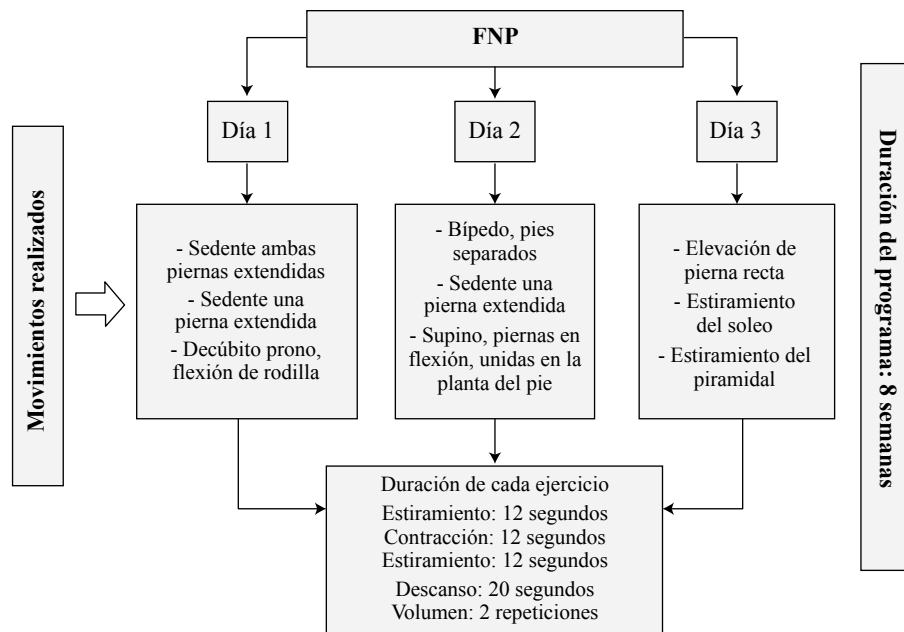 FNP
Día 1
Día 2
Día 3
Movimientos realizados
- Sedente ambas
piernas extendidas
- Sedente una
pierna extendida
- Decúbito prono,
flexión de rodilla
- Bípedo, pies
separados
- Sedente una
pierna extendida
- Supino, piernas en
flexión, unidas en la
planta del pie
- Elevación de
pierna recta
- Estiramiento
del soleo
- Estiramiento del
piramidal
Duración del programa: 8 semanas
Duración de cada ejercicio
Estiramiento: 12 segundos
Contracción: 12 segundos
Estiramiento: 12 segundos
Descanso: 20 segundos
Volumen: 2 repeticiones